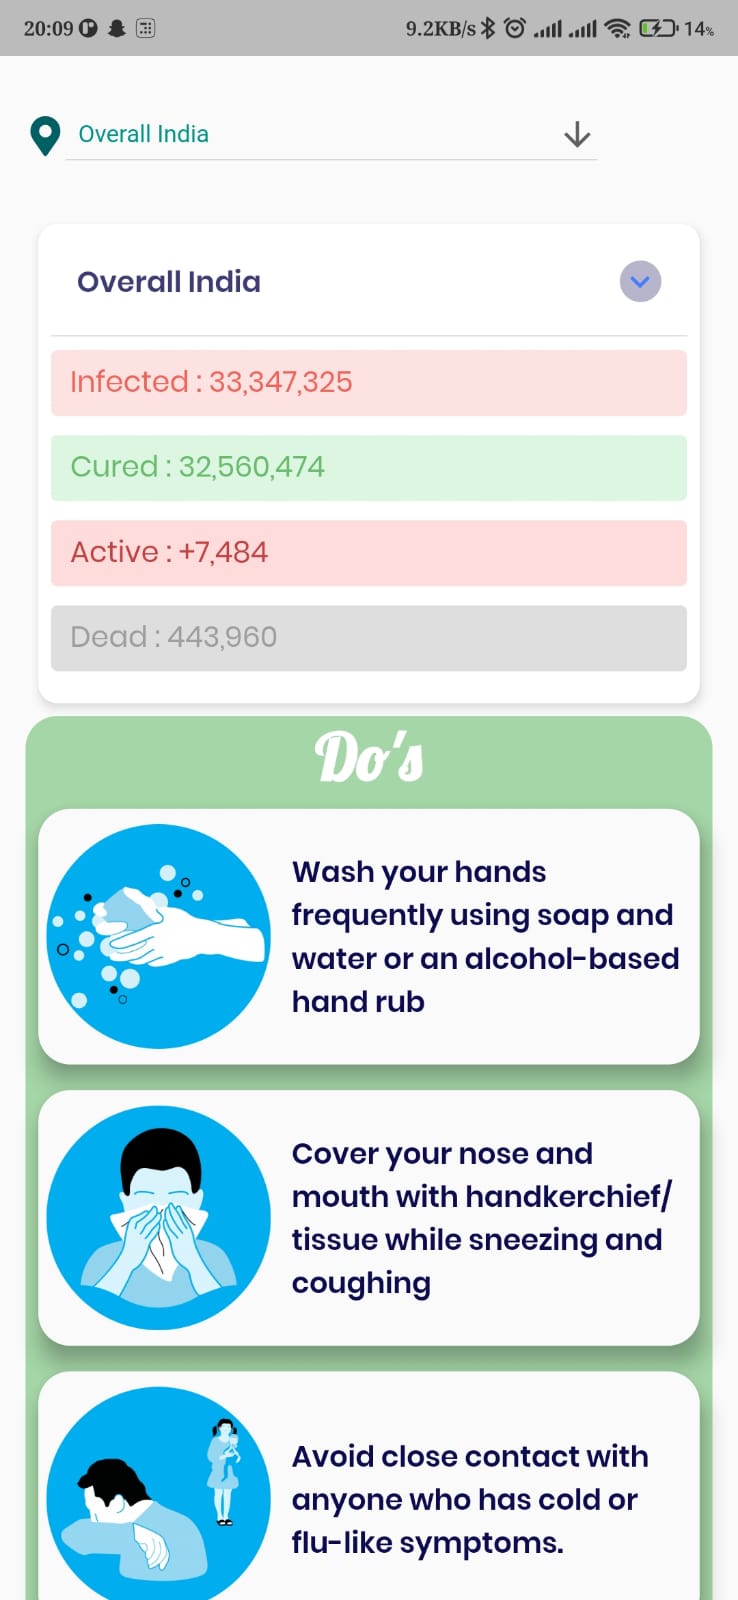 20:09 9.2KB/s 14%
Overall India
Overall India
Infected : 33,347,325
Cured : 32,560,474
Active : +7,484
Dead : 443,960
Do's
Wash your hands
frequently using soap and
water or an alcohol-based
hand rub
Cover your nose and
mouth with handkerchief/
tissue while sneezing and
coughing
Avoid close contact with
anyone who has cold or
flu-like symptoms.